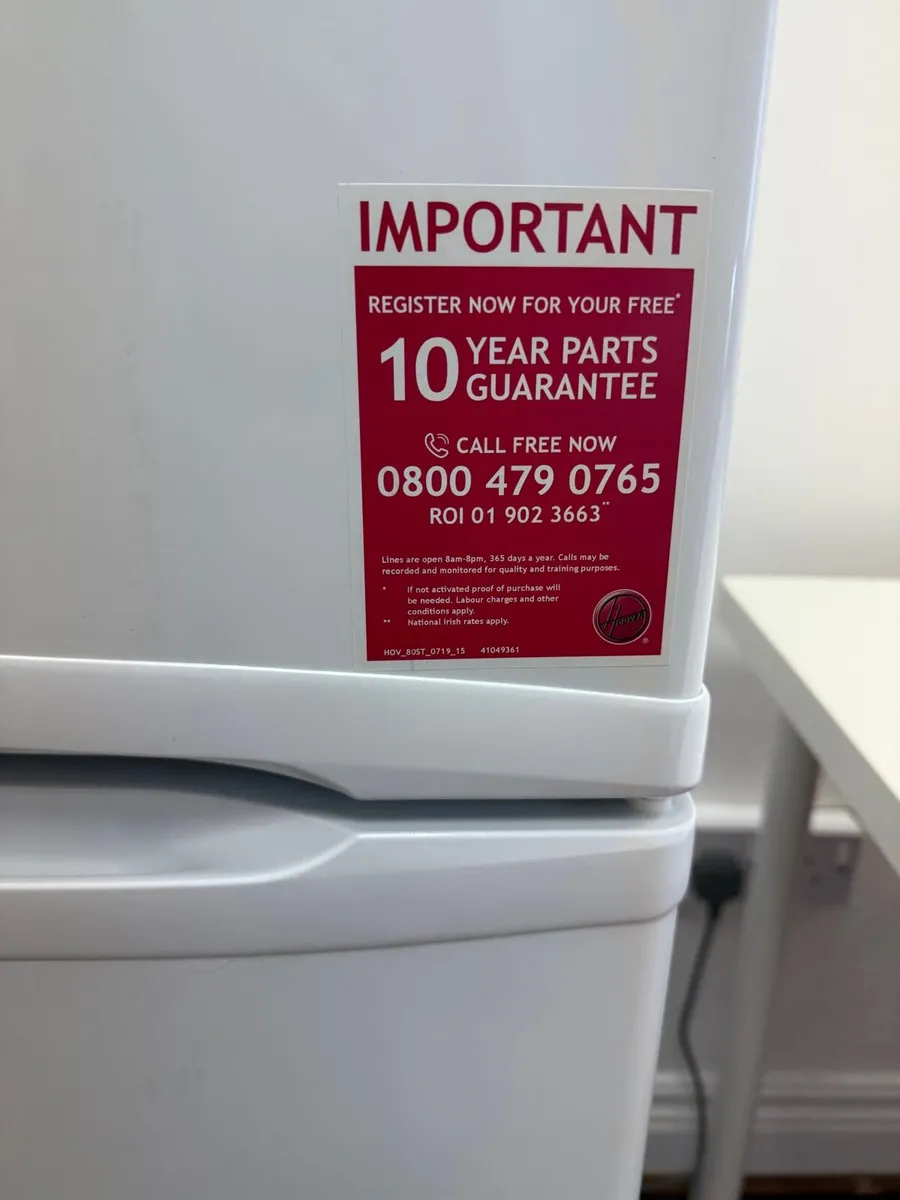 IMPORTANT
REGISTER NOW FOR YOUR FREE*
10 YEAR PARTS
GUARANTEE
CALL FREE NOW
0800 479 0765
ROI 01 902 3663**
Lines are open 8am-8pm, 365 days a year. Calls may be
recorded and monitored for quality and training purposes.
* If not activated proof of purchase will
be needed. Labour charges and other
conditions apply.
** National Irish rates apply.
HOOVER
®
HOV_80ST_0719_15 41049361